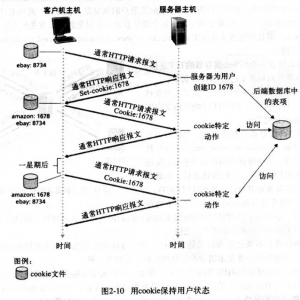 客户机主机
服务器主机
通常HTTP请求报文
ebay: 8734
通常HTTP响应报文
Set-cookie:1678
服务器为用户
创建ID 1678
后端数据库中
的表项
amazon: 1678
ebay: 8734
通常HTTP请求报文
Cookie:1678
cookie特定
动作
访问
通常HTTP响应报文
一星期后
访问
amazon: 1678
ebay: 8734
通常HTTP请求报文
Cookie:1678
cookie特定
动作
通常HTTP响应报文
时间
时间
图例：
cookie文件
图2-10 用cookie保持用户状态